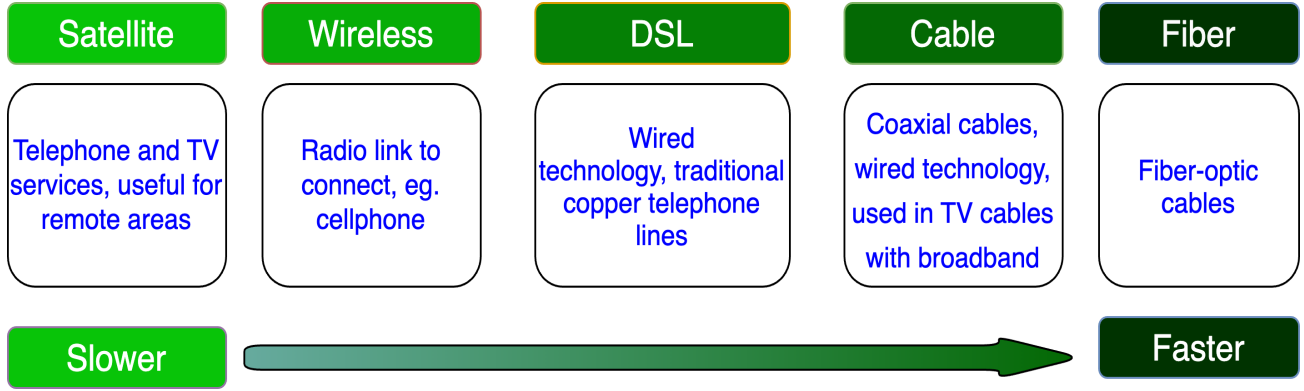 Satellite
Wireless
DSL
Cable
Fiber
Telephone and TV
services, useful for
remote areas
Radio link to
connect, eg.
cellphone
Wired
technology, traditional
copper telephone
lines
Coaxial cables,
wired technology,
used in TV cables
with broadband
Fiber-optic
cables
Slower
Faster